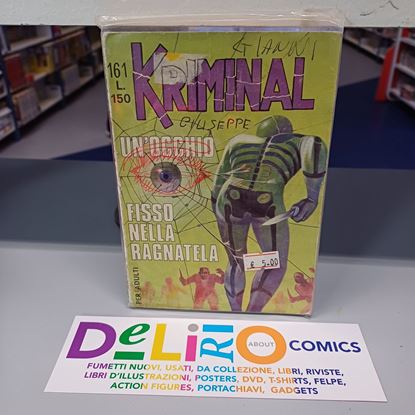 GIANNI
161
L.
150
KRIMINAL
GIUSEPPE
UN'OCCHIO
FISSO
NELLA
RAGNATELA
PER ADULTI
€ 5.00
DeLiRiO ABOUT COMICS
FUMETTI NUOVI, USATI, DA COLLEZIONE, LIBRI, RIVISTE,
LIBRI D'ILLUSTRAZIONI, POSTERS, DVD, T-SHIRTS, FELPE,
ACTION FIGURES, PORTACHIAVI, GADGETS